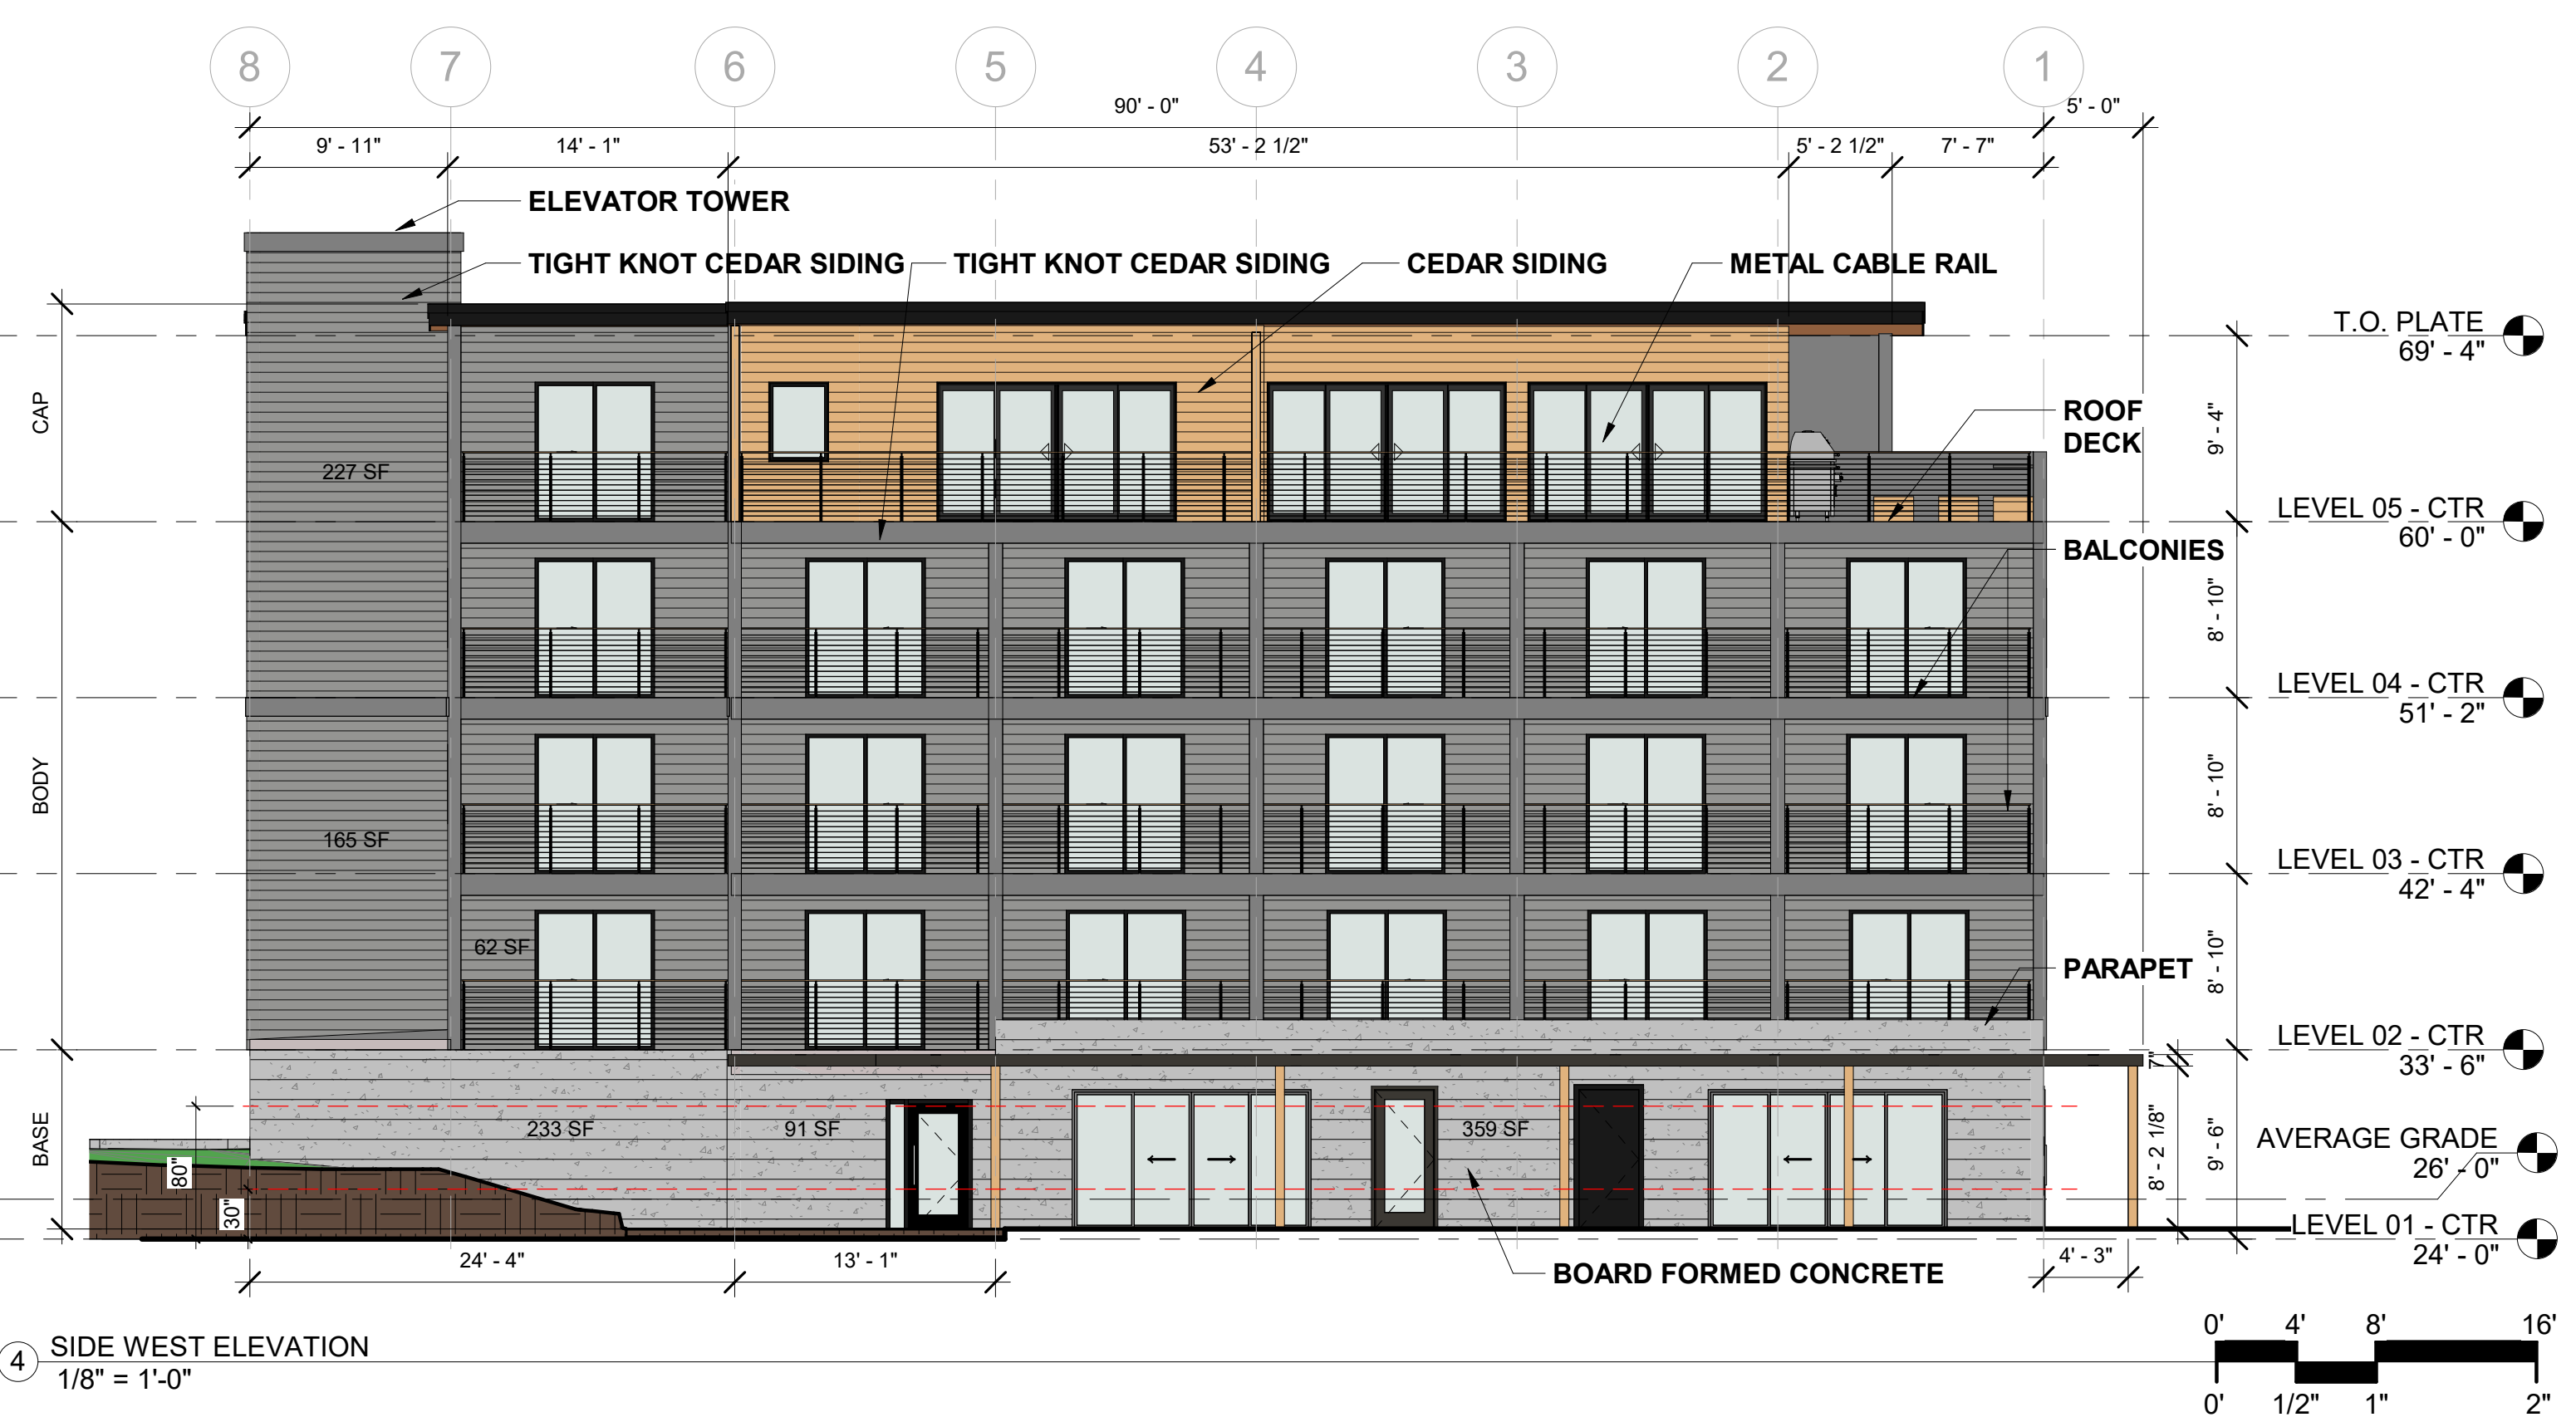 8 7 6 5 4 3 2 1
90' - 0" 5' - 0"
9' - 11" 14' - 1" 53' - 2 1/2" 5' - 2 1/2" 7' - 7"
ELEVATOR TOWER
TIGHT KNOT CEDAR SIDING TIGHT KNOT CEDAR SIDING CEDAR SIDING METAL CABLE RAIL
T.O. PLATE
69' - 4"
CAP
ROOF
DECK
9' - 4"
227 SF
LEVEL 05 - CTR
60' - 0"
BALCONIES
8' - 10"
LEVEL 04 - CTR
51' - 2"
BODY
8' - 10"
165 SF
LEVEL 03 - CTR
42' - 4"
62 SF
8' - 10"
PARAPET
LEVEL 02 - CTR
33' - 6"
7"
BASE
233 SF 91 SF 359 SF
8' - 2 1/8"
9' - 6"
AVERAGE GRADE
26' - 0"
80"
30"
LEVEL 01 - CTR
24' - 0"
24' - 4" 13' - 1" 4' - 3"
BOARD FORMED CONCRETE
4 SIDE WEST ELEVATION
1/8" = 1'-0"
0' 4' 8' 16'
0' 1/2" 1" 2"